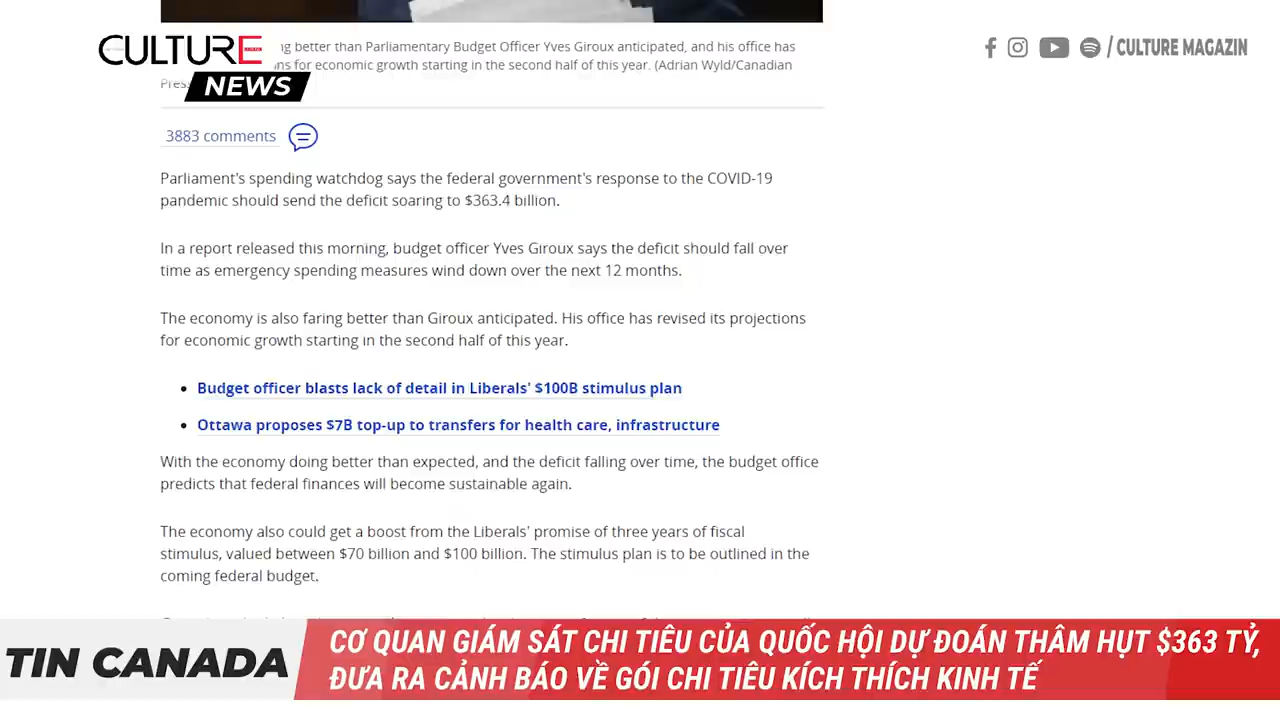 CULTURE
NEWS
/ CULTURE MAGAZIN
ng better than Parliamentary Budget Officer Yves Giroux anticipated, and his office has
ns for economic growth starting in the second half of this year. (Adrian Wyld/Canadian
Press
3883 comments
Parliament's spending watchdog says the federal government's response to the COVID-19
pandemic should send the deficit soaring to $363.4 billion.
In a report released this morning, budget officer Yves Giroux says the deficit should fall over
time as emergency spending measures wind down over the next 12 months.
The economy is also faring better than Giroux anticipated. His office has revised its projections
for economic growth starting in the second half of this year.
Budget officer blasts lack of detail in Liberals' $100B stimulus plan
Ottawa proposes $7B top-up to transfers for health care, infrastructure
With the economy doing better than expected, and the deficit falling over time, the budget office
predicts that federal finances will become sustainable again.
The economy also could get a boost from the Liberals' promise of three years of fiscal
stimulus, valued between $70 billion and $100 billion. The stimulus plan is to be outlined in the
coming federal budget.
TIN CANADA
CƠ QUAN GIÁM SÁT CHI TIÊU CỦA QUỐC HỘI DỰ ĐOÁN THÂM HỤT $363 TỶ,
ĐƯA RA CẢNH BÁO VỀ GÓI CHI TIÊU KÍCH THÍCH KINH TẾ